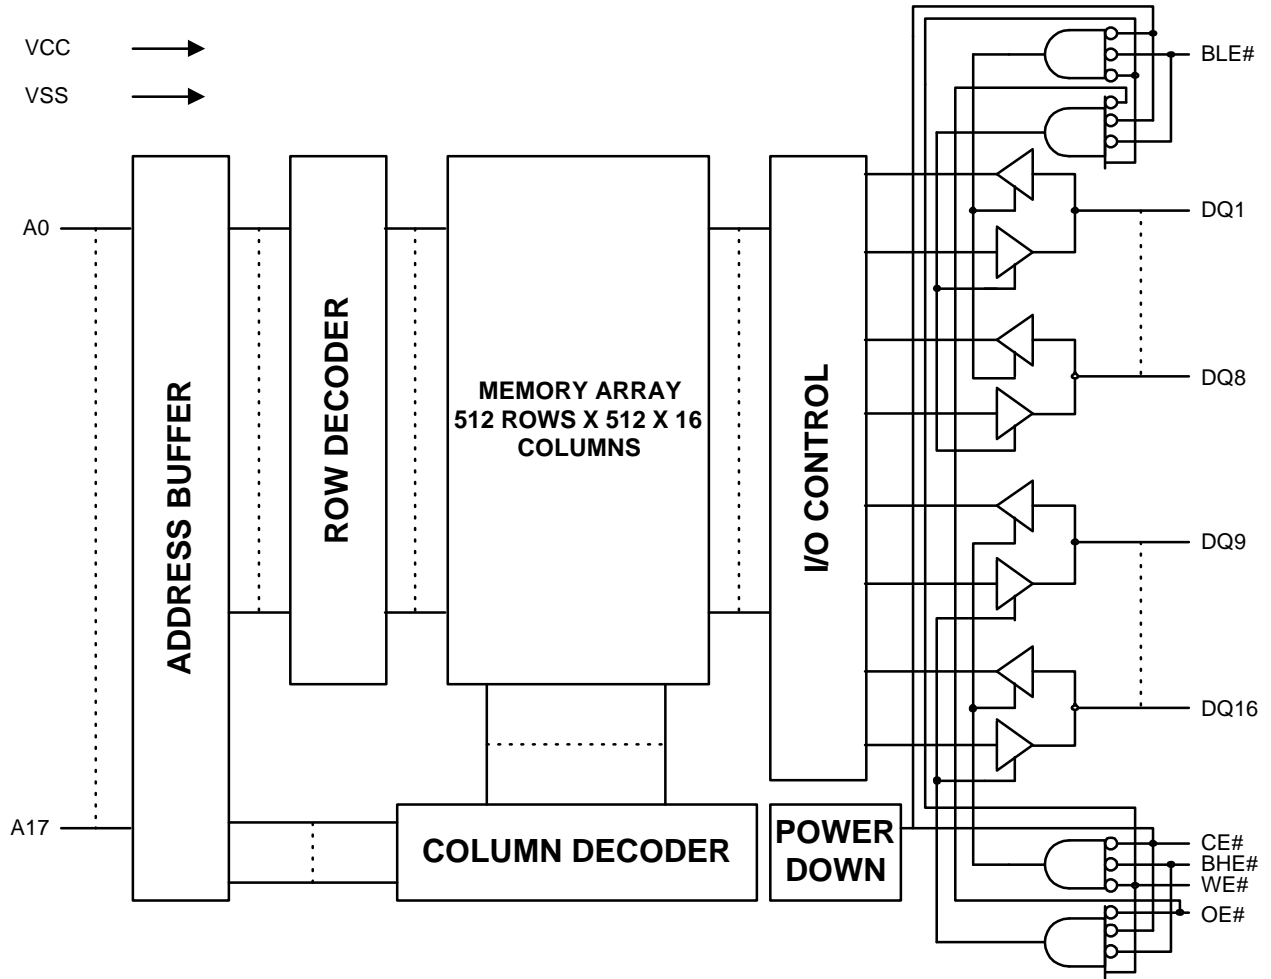 VCC
VSS
BLE#
A0
A17
ADDRESS BUFFER
ROW DECODER
MEMORY ARRAY
512 ROWS X 512 X 16
COLUMNS
I/O CONTROL
DQ1
DQ8
DQ9
DQ16
COLUMN DECODER
POWER
DOWN
CE#
BHE#
WE#
OE#